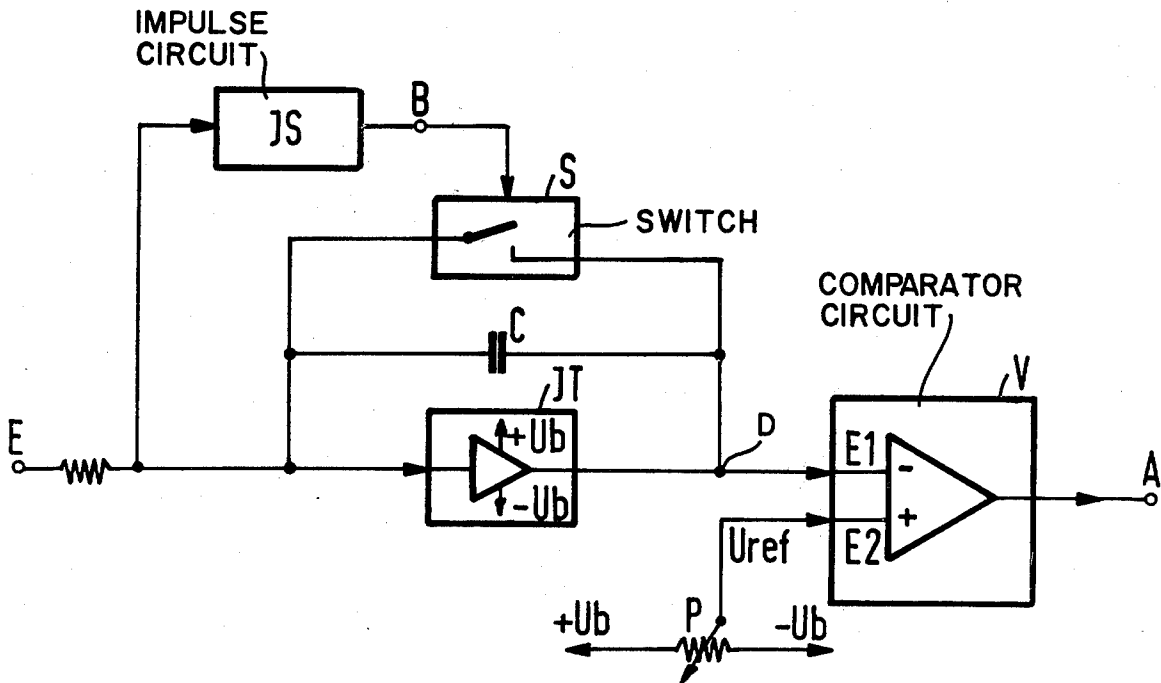 IMPULSE
CIRCUIT
JS
B
S
SWITCH
C
COMPARATOR
CIRCUIT
JT
V
+Ub
-Ub
E
D
E1
-
+
E2
A
Uref
P
+Ub
-Ub